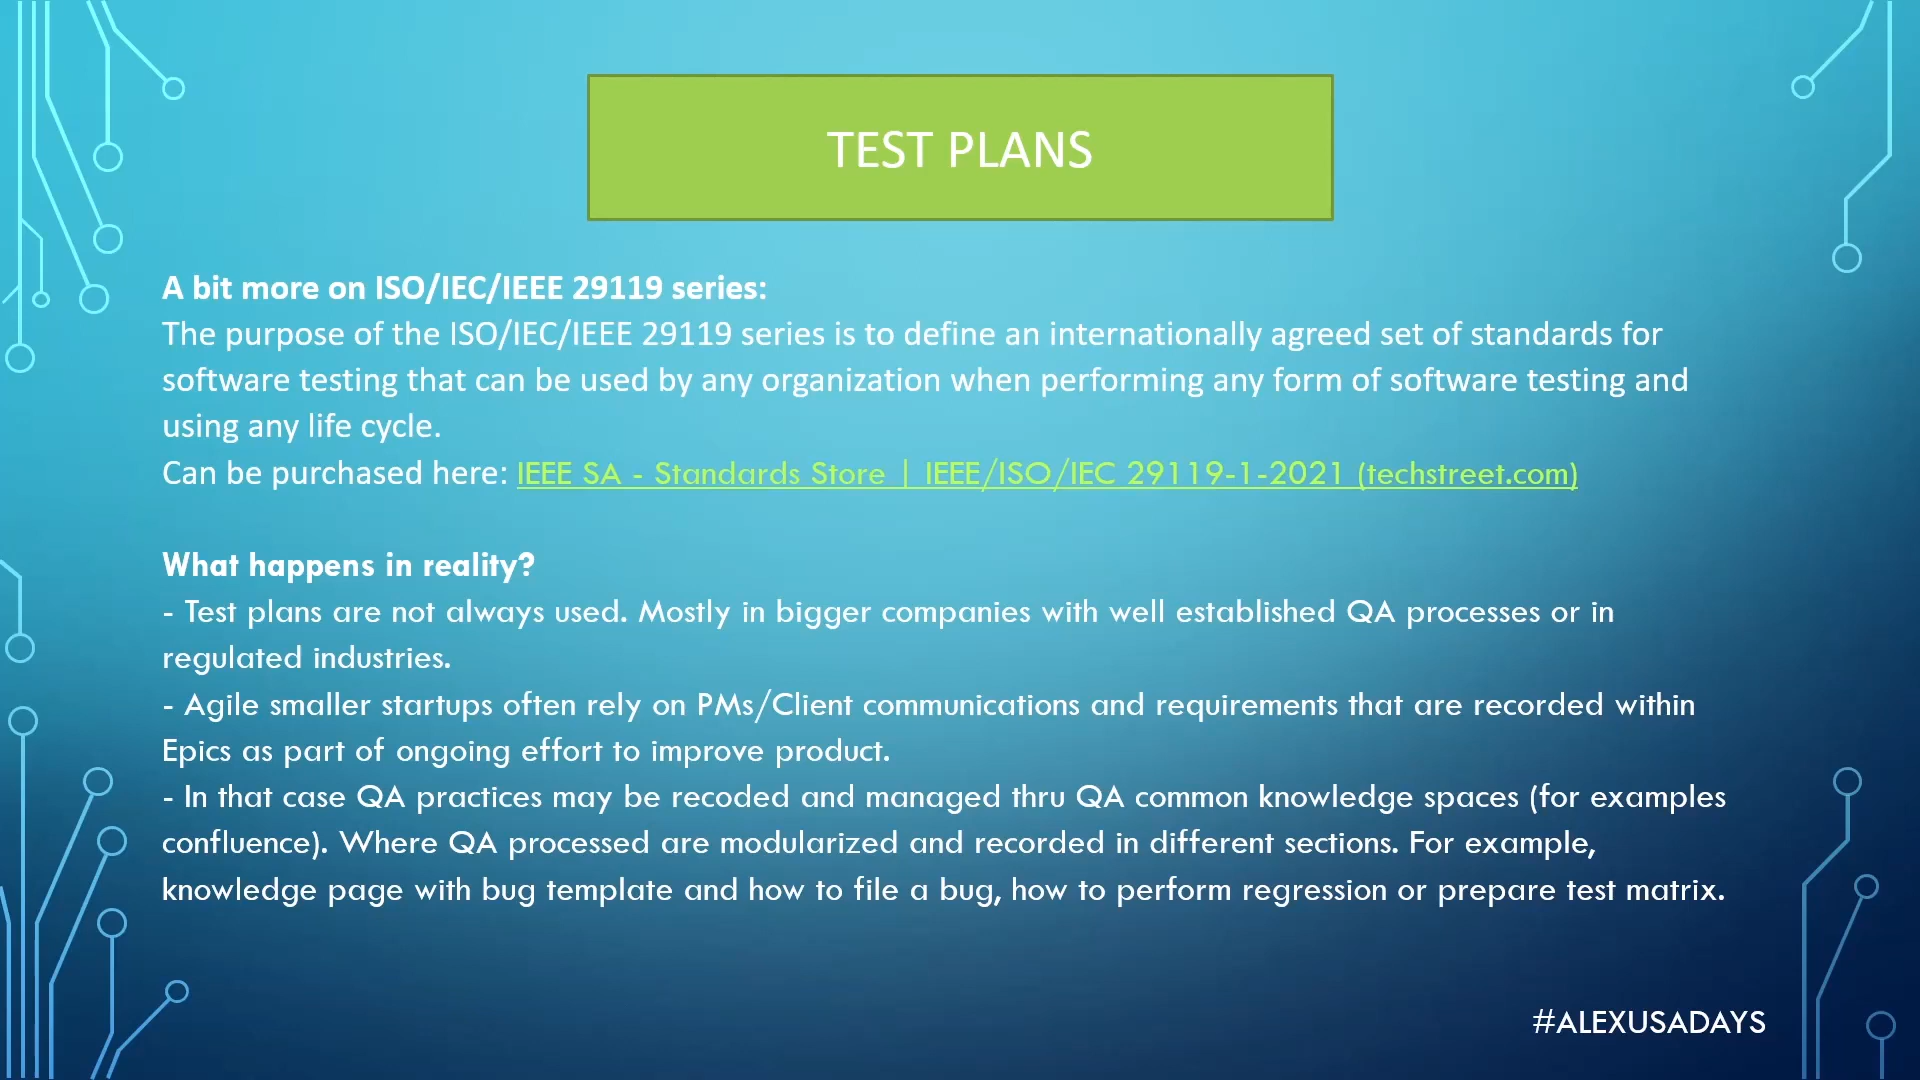 TEST PLANS
A bit more on ISO/IEC/IEEE 29119 series:
The purpose of the ISO/IEC/IEEE 29119 series is to define an internationally agreed set of standards for
software testing that can be used by any organization when performing any form of software testing and
using any life cycle.
Can be purchased here: IEEE SA - Standards Store | IEEE/ISO/IEC 29119-1-2021 (techstreet.com)
What happens in reality?
- Test plans are not always used. Mostly in bigger companies with well established QA processes or in
regulated industries.
- Agile smaller startups often rely on PMs/Client communications and requirements that are recorded within
Epics as part of ongoing effort to improve product.
- In that case QA practices may be recoded and managed thru QA common knowledge spaces (for examples
confluence). Where QA processed are modularized and recorded in different sections. For example,
knowledge page with bug template and how to file a bug, how to perform regression or prepare test matrix.
#ALEXUSADAYS